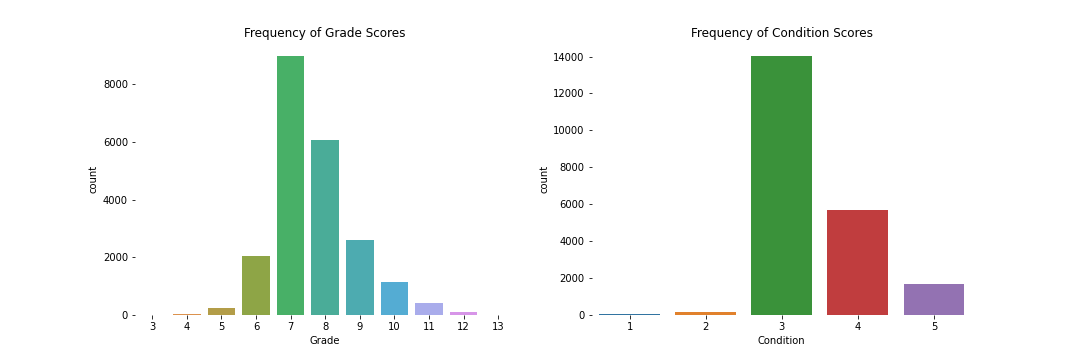 Frequency of Grade Scores
8000
6000
4000
2000
0
count
3 4 5 6 7 8 9 10 11 12 13
Grade
Frequency of Condition Scores
14000
12000
10000
8000
6000
4000
2000
0
count
1 2 3 4 5
Condition